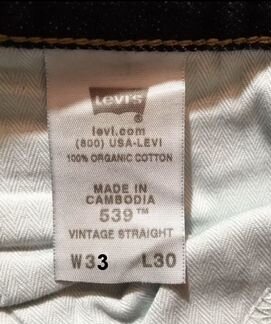 Levi's
®
levi.com
(800) USA-LEVI
100% ORGANIC COTTON
MADE IN
CAMBODIA
539™
VINTAGE STRAIGHT
W33 L30